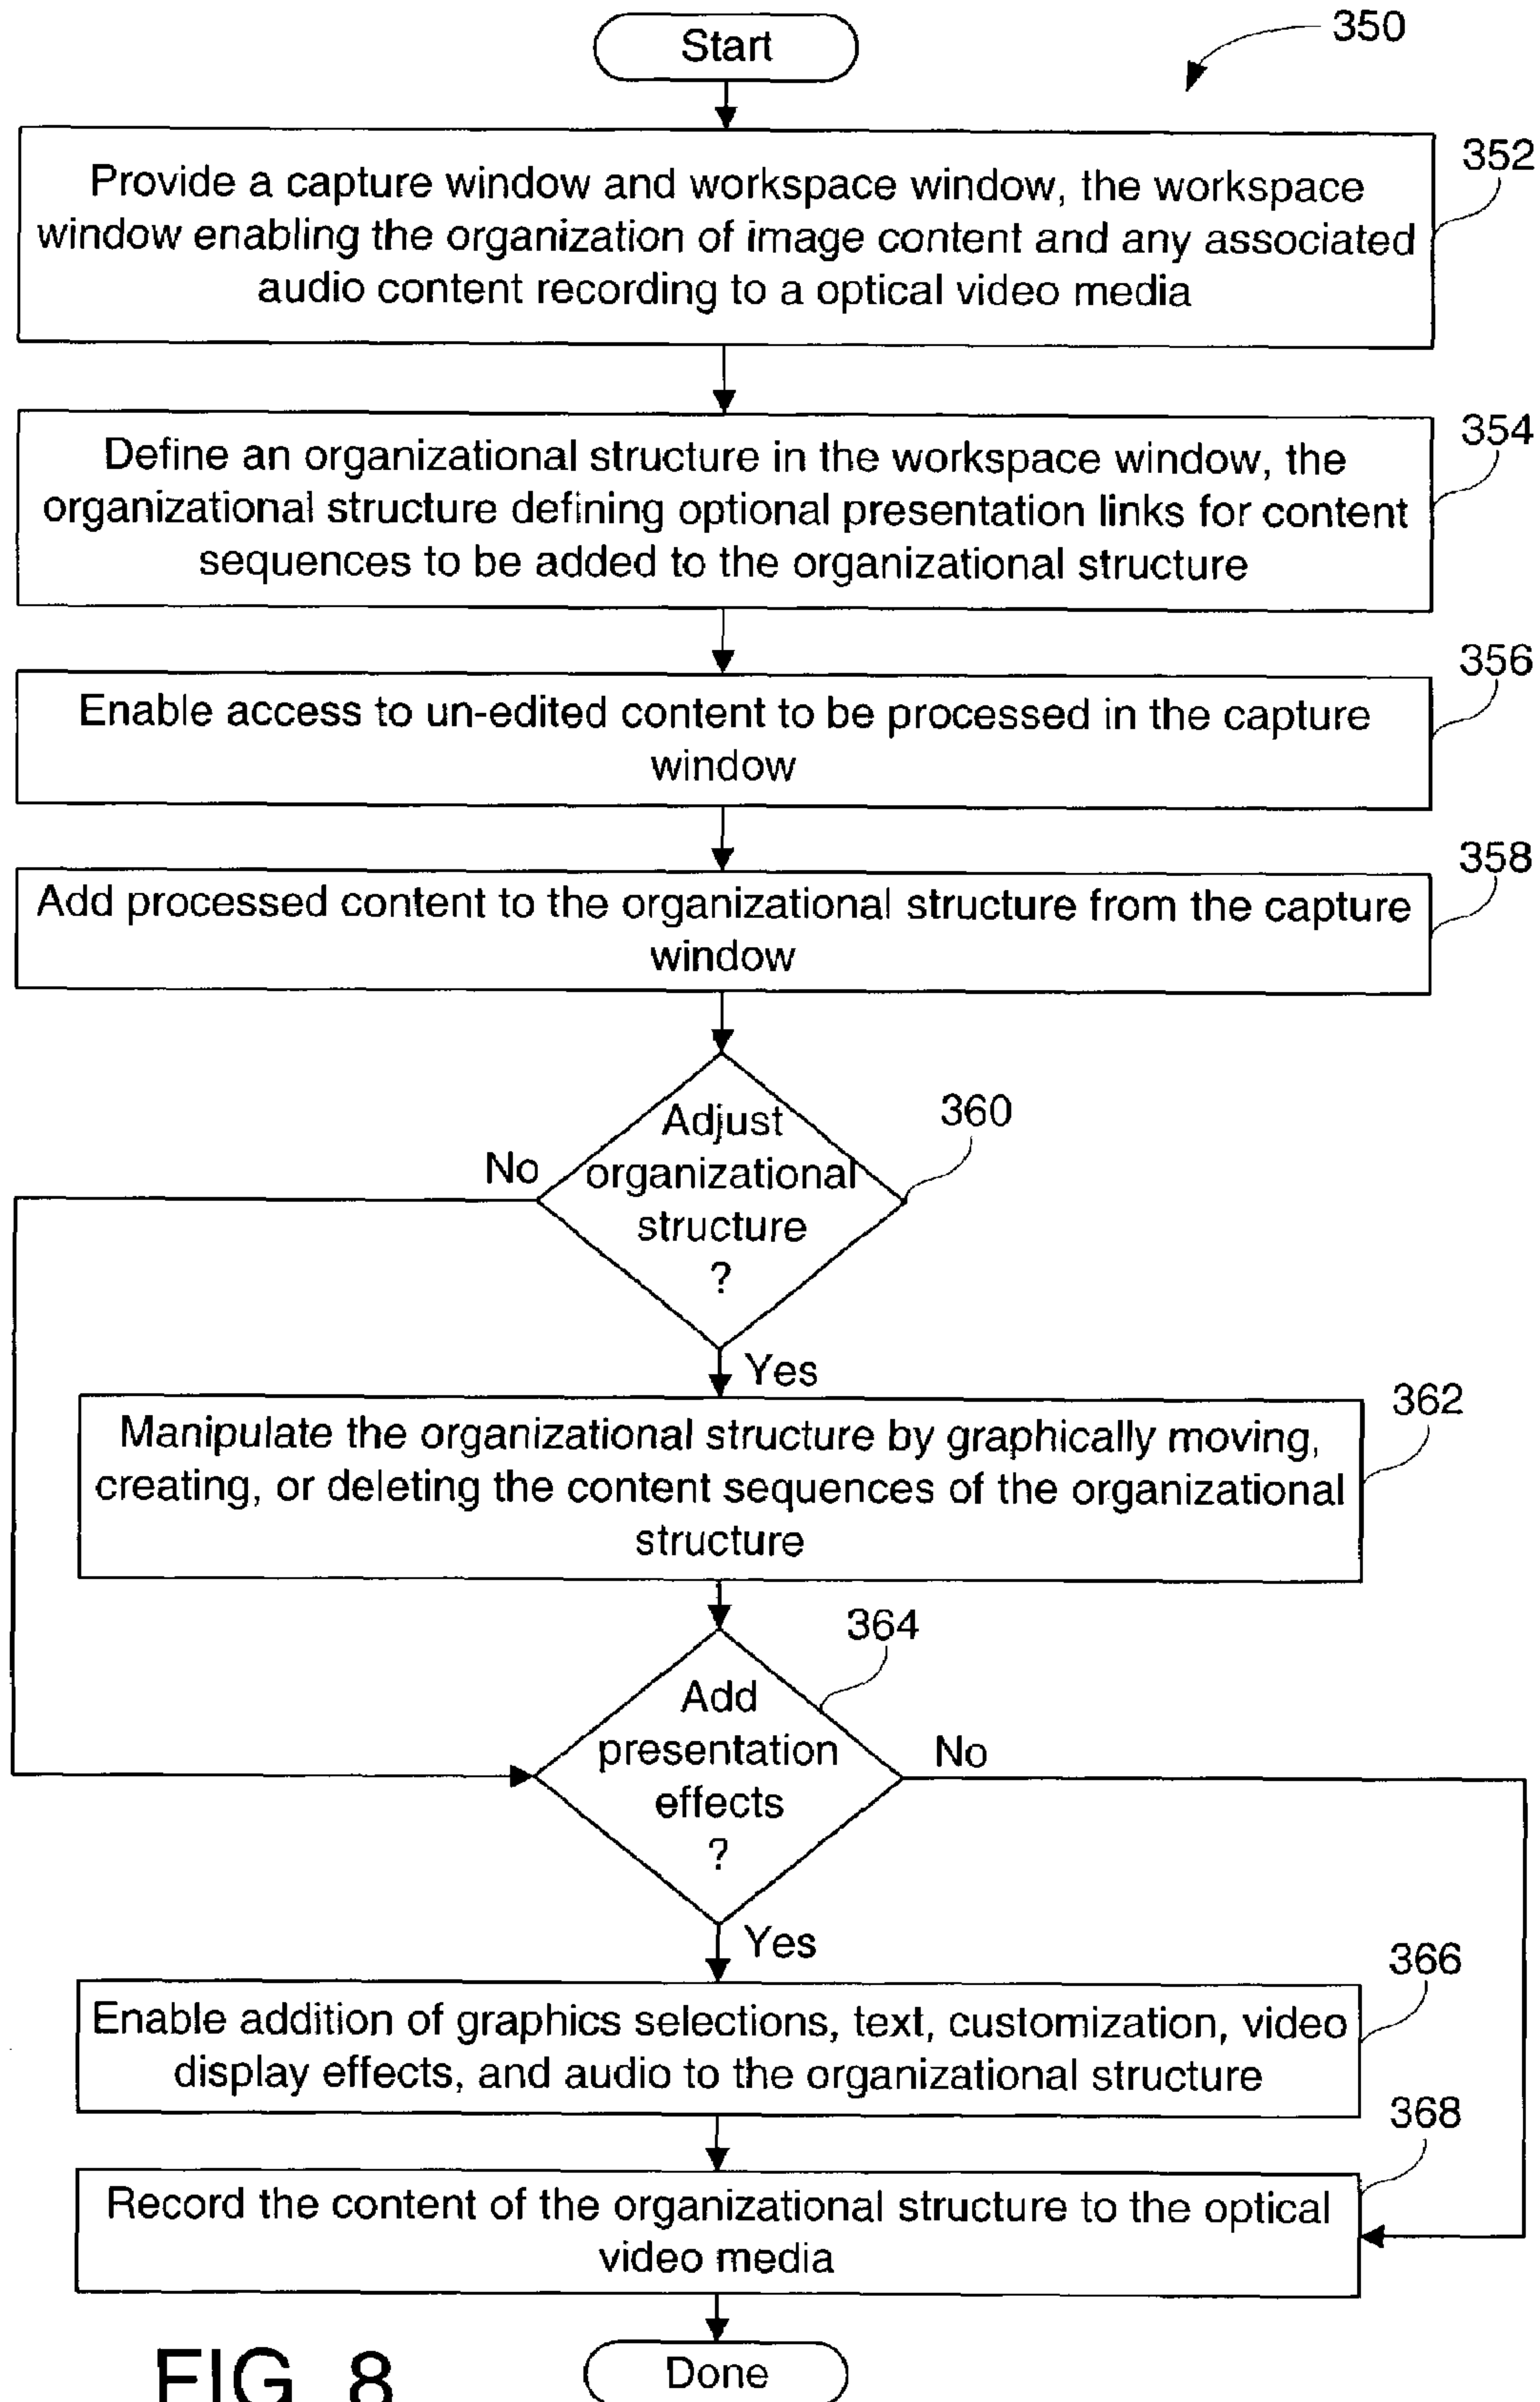 Start
350
352
Provide a capture window and workspace window, the workspace
window enabling the organization of image content and any associated
audio content recording to a optical video media
354
Define an organizational structure in the workspace window, the
organizational structure defining optional presentation links for content
sequences to be added to the organizational structure
356
Enable access to un-edited content to be processed in the capture
window
358
Add processed content to the organizational structure from the capture
window
360
Adjust
organizational
structure
?
No
Yes
362
Manipulate the organizational structure by graphically moving,
creating, or deleting the content sequences of the organizational
structure
364
Add
presentation
effects
?
No
Yes
366
Enable addition of graphics selections, text, customization, video
display effects, and audio to the organizational structure
368
Record the content of the organizational structure to the optical
video media
Done
FIG. 8